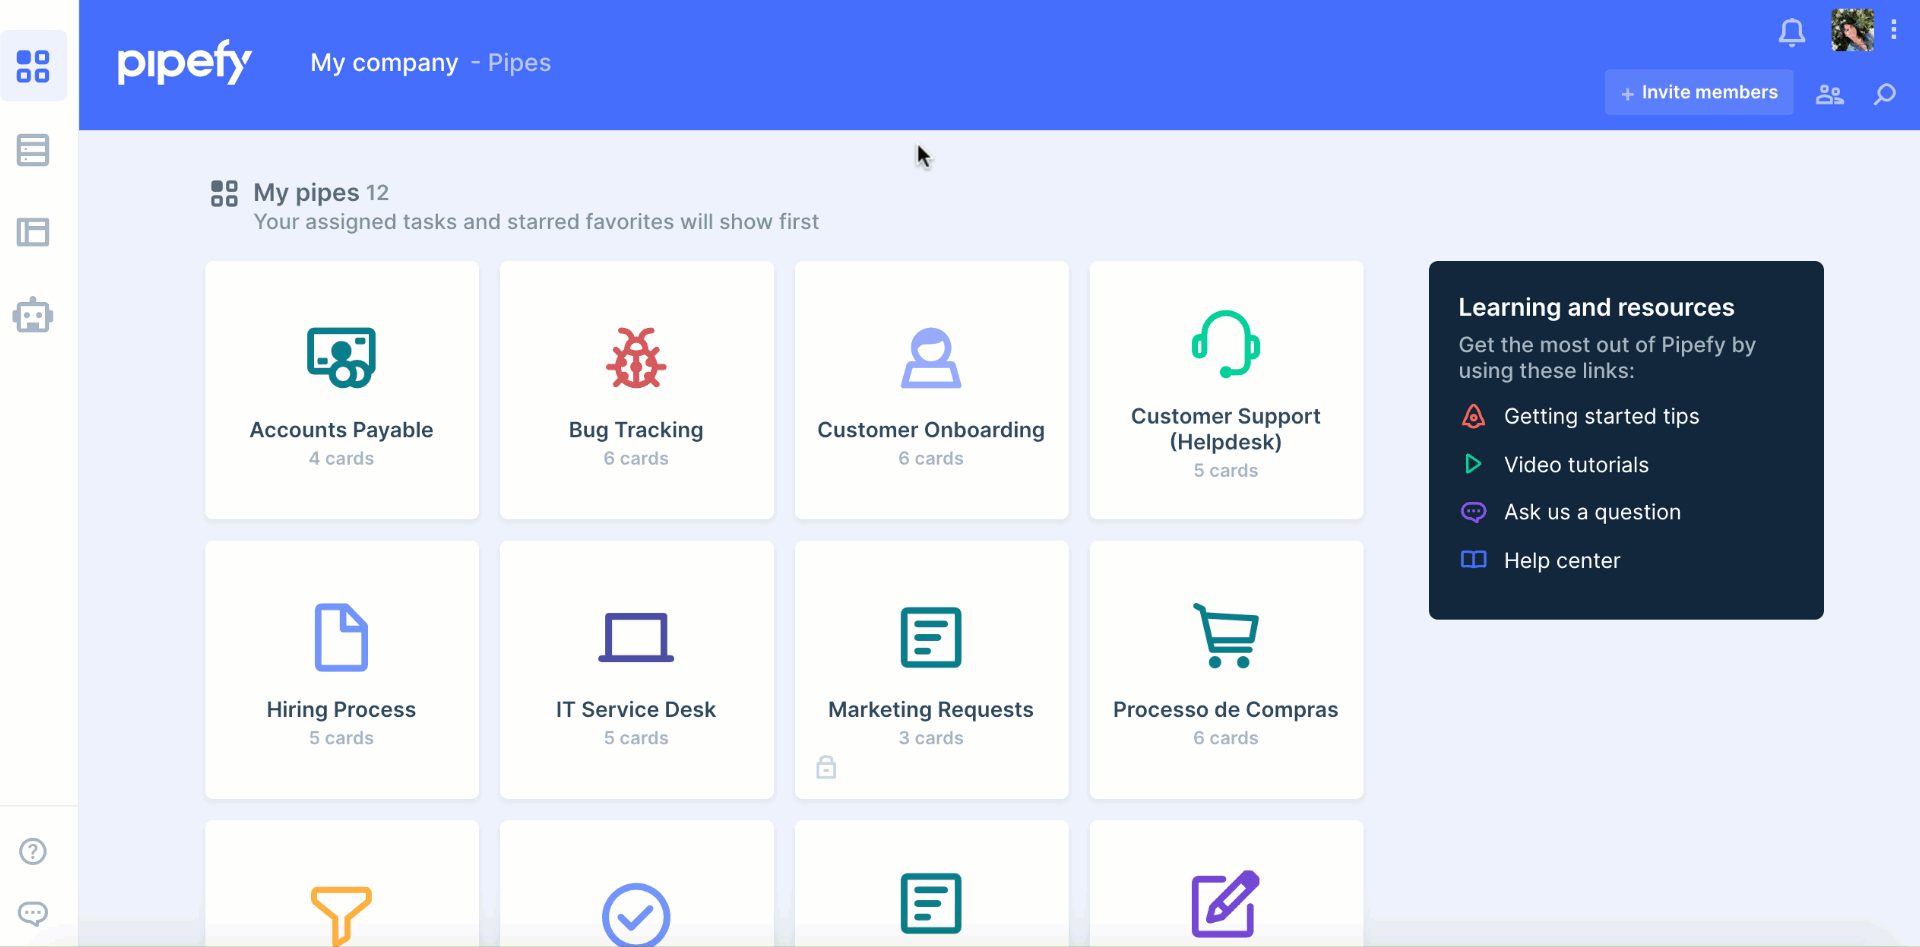 pipefy
My company - Pipes
+ Invite members
My pipes 12
Your assigned tasks and starred favorites will show first
Accounts Payable
4 cards
Bug Tracking
6 cards
Customer Onboarding
6 cards
Customer Support
(Helpdesk)
5 cards
Hiring Process
5 cards
IT Service Desk
5 cards
Marketing Requests
3 cards
Processo de Compras
6 cards
Learning and resources
Get the most out of Pipefy by
using these links:
Getting started tips
Video tutorials
Ask us a question
Help center